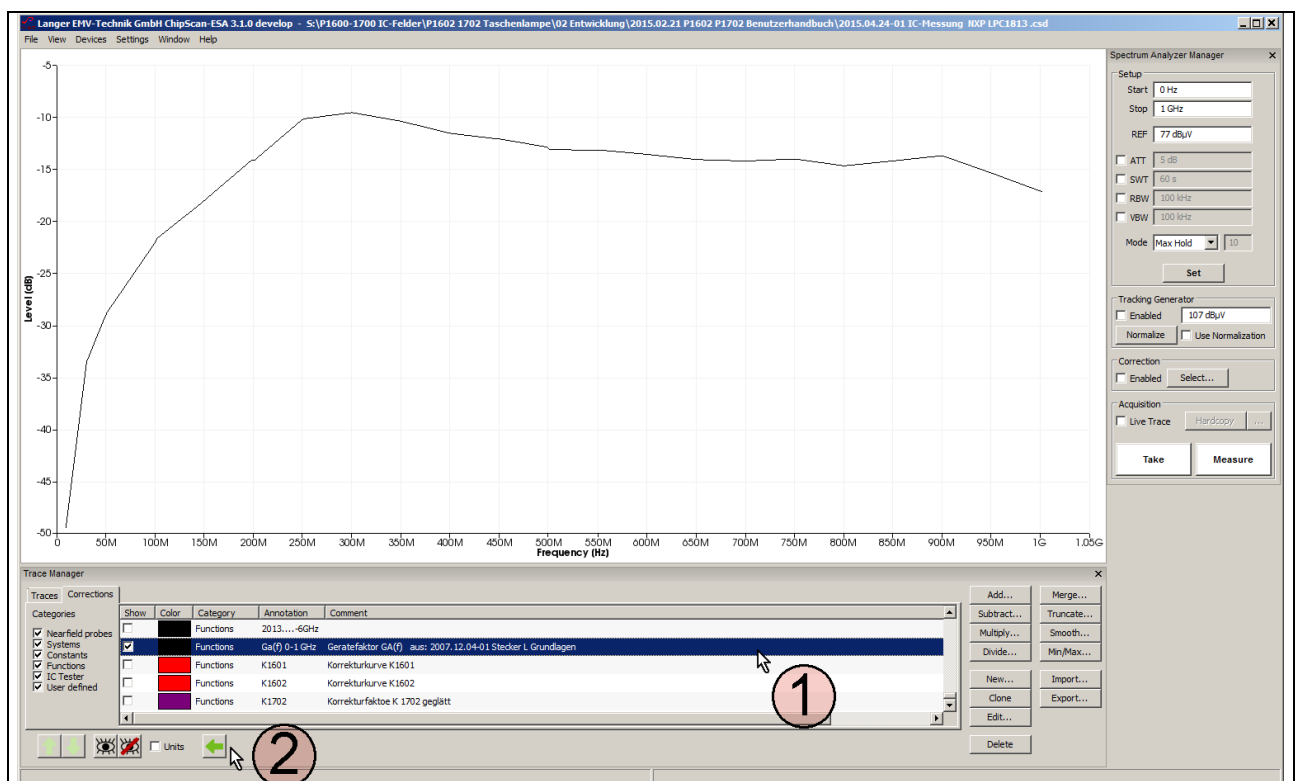 Langer EMV-Technik GmbH ChipScan-ESA 3.1.0 develop - S:\P1600-1700 IC-Felder\P1602 1702 Taschenlampe\02 Entwicklung\2015.02.21 P1602 P1702 Benutzerhandbuch\2015.04.24-01 IC-Messung NXP LPC1813.csd
File View Devices Settings Window Help
-5
-10
-15
-20
-25
-30
-35
-40
-45
-50
Level (dB)
0 50M 100M 150M 200M 250M 300M 350M 400M 450M 500M 550M 600M 650M 700M 750M 800M 850M 900M 950M 1G 1.05G
Frequency (Hz)
Spectrum Analyzer Manager
Setup
Start 0 Hz
Stop 1 GHz
REF 77 dBµV
ATT 5 dB
SWT 60 s
RBW 100 kHz
VBW 100 kHz
Mode Max Hold 10
Set
Tracking Generator
Enabled 107 dBµV
Normalize Use Normalization
Correction
Enabled Select...
Acquisition
Live Trace Hardcopy ...
Take Measure
Trace Manager
Traces Corrections
Categories
Nearfield probes
Systems
Constants
Functions
IC Tester
User defined
Show Color Category Annotation Comment
Functions 2013....-6GHz
Functions Ga(f) 0-1 GHz Geratefaktor GA(f) aus: 2007.12.04-01 Stecker L Grundlagen
Functions K1601 Korrekturkurve K1601
Functions K1602 Korrekturkurve K1602
Functions K1702 Korrekturfaktoe K 1702 geglätt
1
Add... Merge...
Subtract... Truncate...
Multiply... Smooth...
Divide... Min/Max...
New... Import...
Clone Export...
Edit...
Delete
Units
2